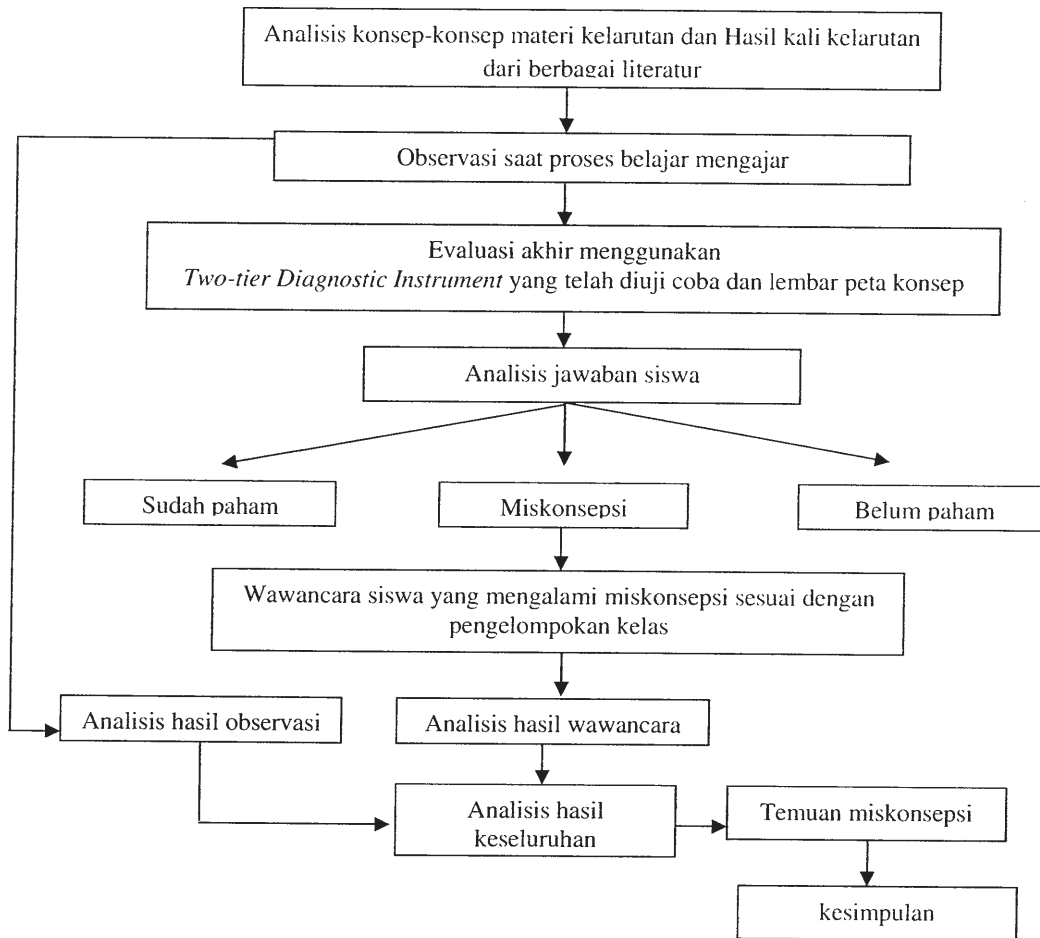 Analisis konsep-konsep materi kelarutan dan Hasil kali kelarutan
dari berbagai literatur
Observasi saat proses belajar mengajar
Evaluasi akhir menggunakan
Two-tier Diagnostic Instrument yang telah diuji coba dan lembar peta konsep
Analisis jawaban siswa
Sudah paham
Miskonsepsi
Belum paham
Wawancara siswa yang mengalami miskonsepsi sesuai dengan
pengelompokan kelas
Analisis hasil observasi
Analisis hasil wawancara
Analisis hasil
keseluruhan
Temuan miskonsepsi
kesimpulan